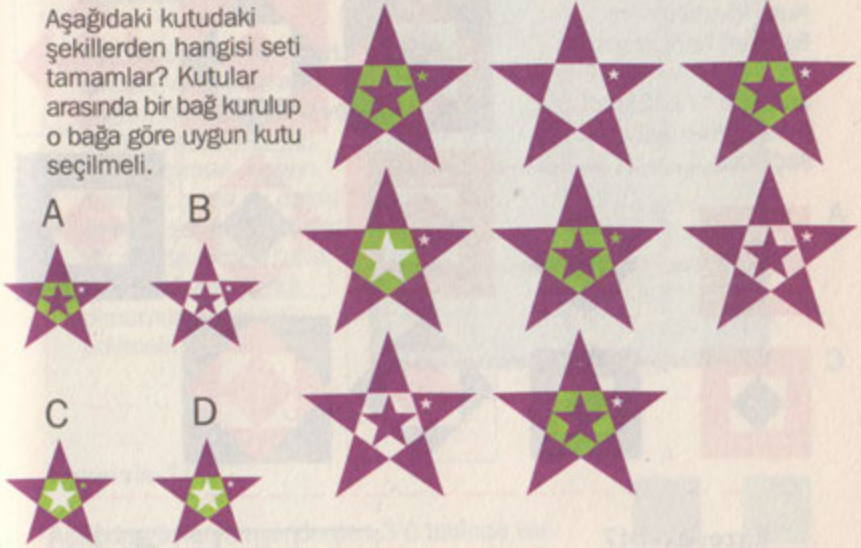 Aşağıdaki kutudaki
şekillerden hangisi seti
tamamlar? Kutular
arasında bir bağ kurulup
o bağa göre uygun kutu
seçilmeli.
A B
C D